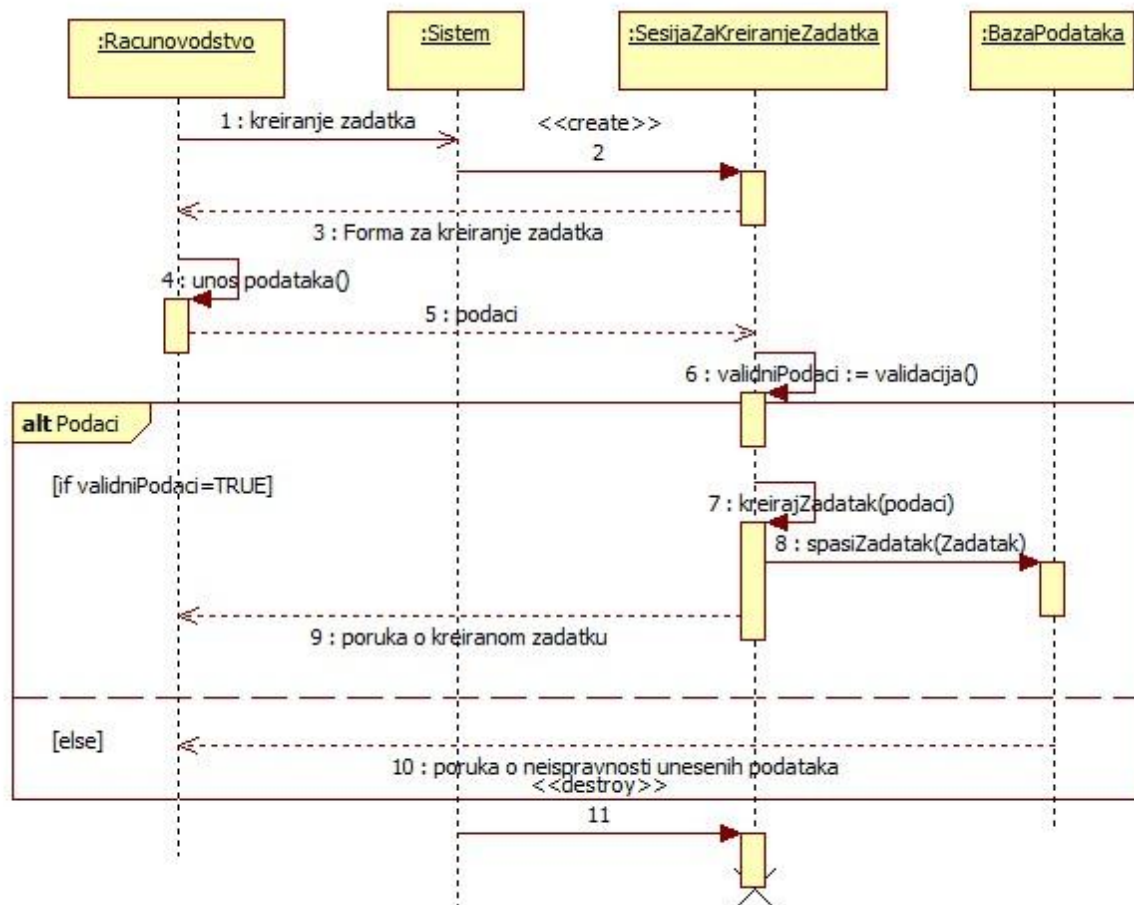 :Racunovodstvo
:Sistem
:SesijaZaKreiranjeZadatka
:BazaPodataka
1 : kreiranje zadatka
<<create>>
2
3 : Forma za kreiranje zadatka
4 : unos podataka()
5 : podaci
6 : validniPodaci := validacija()
alt Podaci
[if validniPodaci=TRUE]
7 : kreirajZadatak(podaci)
8 : spasiZadatak(Zadatak)
9 : poruka o kreiranom zadatku
[else]
10 : poruka o neispravnosti unesenih podataka
<<destroy>>
11